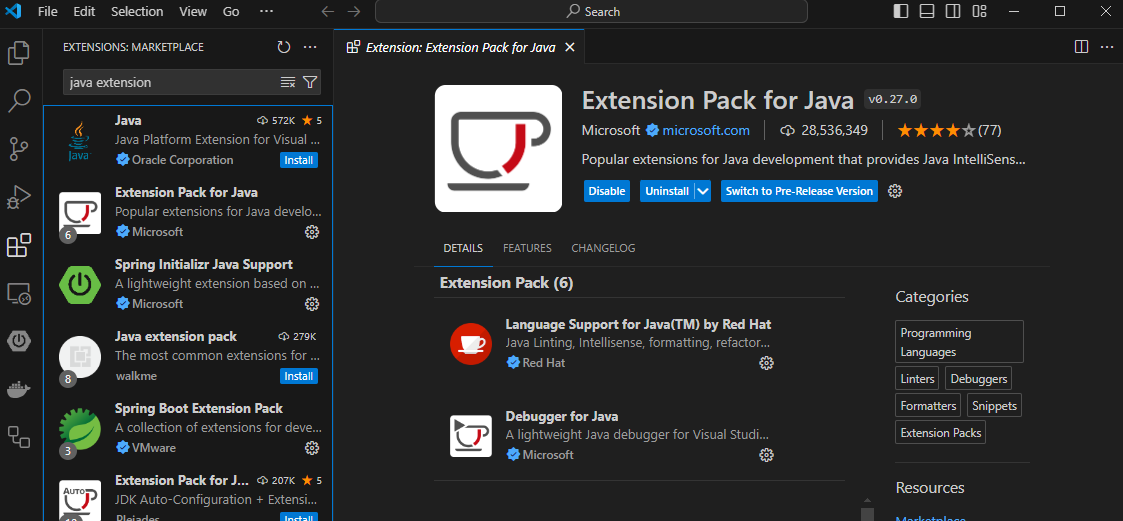 File Edit Selection View Go ··· Search
EXTENSIONS: MARKETPLACE
java extension
Java 572K ★ 5
Java Platform Extension for Visual ...
Oracle Corporation Install
Extension Pack for Java
Popular extensions for Java develo...
6 Microsoft
Spring Initializr Java Support
A lightweight extension based on ...
Microsoft
Java extension pack 279K
The most common extensions for ...
8 walkme Install
Spring Boot Extension Pack
A collection of extensions for deve...
3 VMware
Extension Pack for J... 207K ★ 5
JDK Auto-Configuration + Extensi...
Pleiades Install
Extension: Extension Pack for Java
Extension Pack for Java v0.27.0
Microsoft microsoft.com 28,536,349 (77)
Popular extensions for Java development that provides Java IntelliSens...
Disable Uninstall Switch to Pre-Release Version
DETAILS FEATURES CHANGELOG
Extension Pack (6)
Language Support for Java(TM) by Red Hat
Java Linting, Intellisense, formatting, refactor...
Red Hat
Debugger for Java
A lightweight Java debugger for Visual Studi...
Microsoft
Categories
Programming
Languages
Linters Debuggers
Formatters Snippets
Extension Packs
Resources
Marketplace